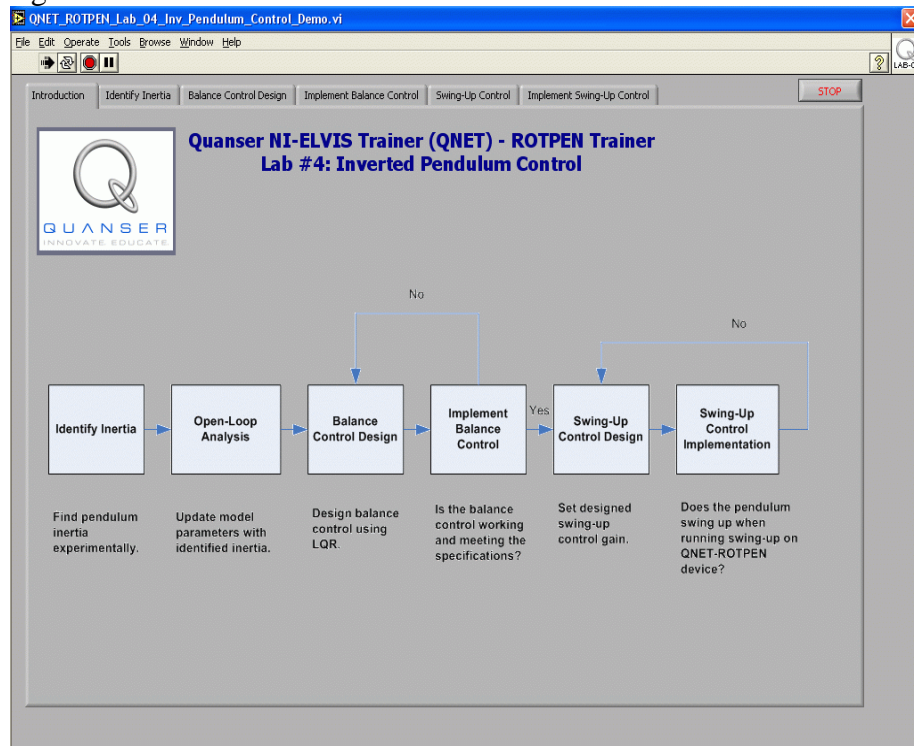 QNET_ROTPEN_Lab_04_Inv_Pendulum_Control_Demo.vi
File Edit Operate Tools Browse Window Help
Introduction
Identify Inertia
Balance Control Design
Implement Balance Control
Swing-Up Control
Implement Swing-Up Control
STOP
Quanser NI-ELVIS Trainer (QNET) - ROTPEN Trainer
Lab #4: Inverted Pendulum Control
QUANSER
INNOVATE. EDUCATE.
No
No
Identify Inertia
Open-Loop
Analysis
Balance
Control Design
Implement
Balance
Control
Yes
Swing-Up
Control Design
Swing-Up
Control
Implementation
Find pendulum
inertia
experimentally.
Update model
parameters with
identified inertia.
Design balance
control using
LQR.
Is the balance
control working
and meeting the
specifications?
Set designed
swing-up
control gain.
Does the pendulum
swing up when
running swing-up on
QNET-ROTPEN
device?